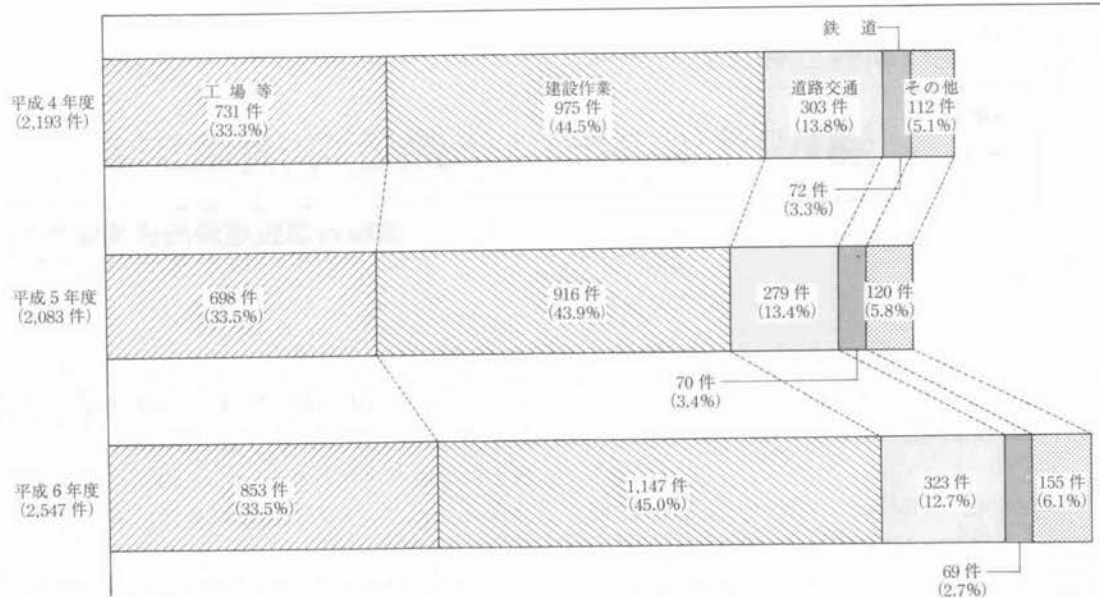 鉄道
平成4年度
(2,193件)
工場等
731件
(33.3%)
建設作業
975件
(44.5%)
道路交通
303件
(13.8%)
その他
112件
(5.1%)
72件
(3.3%)
平成5年度
(2,083件)
698件
(33.5%)
916件
(43.9%)
279件
(13.4%)
120件
(5.8%)
70件
(3.4%)
平成6年度
(2,547件)
853件
(33.5%)
1,147件
(45.0%)
323件
(12.7%)
155件
(6.1%)
69件
(2.7%)